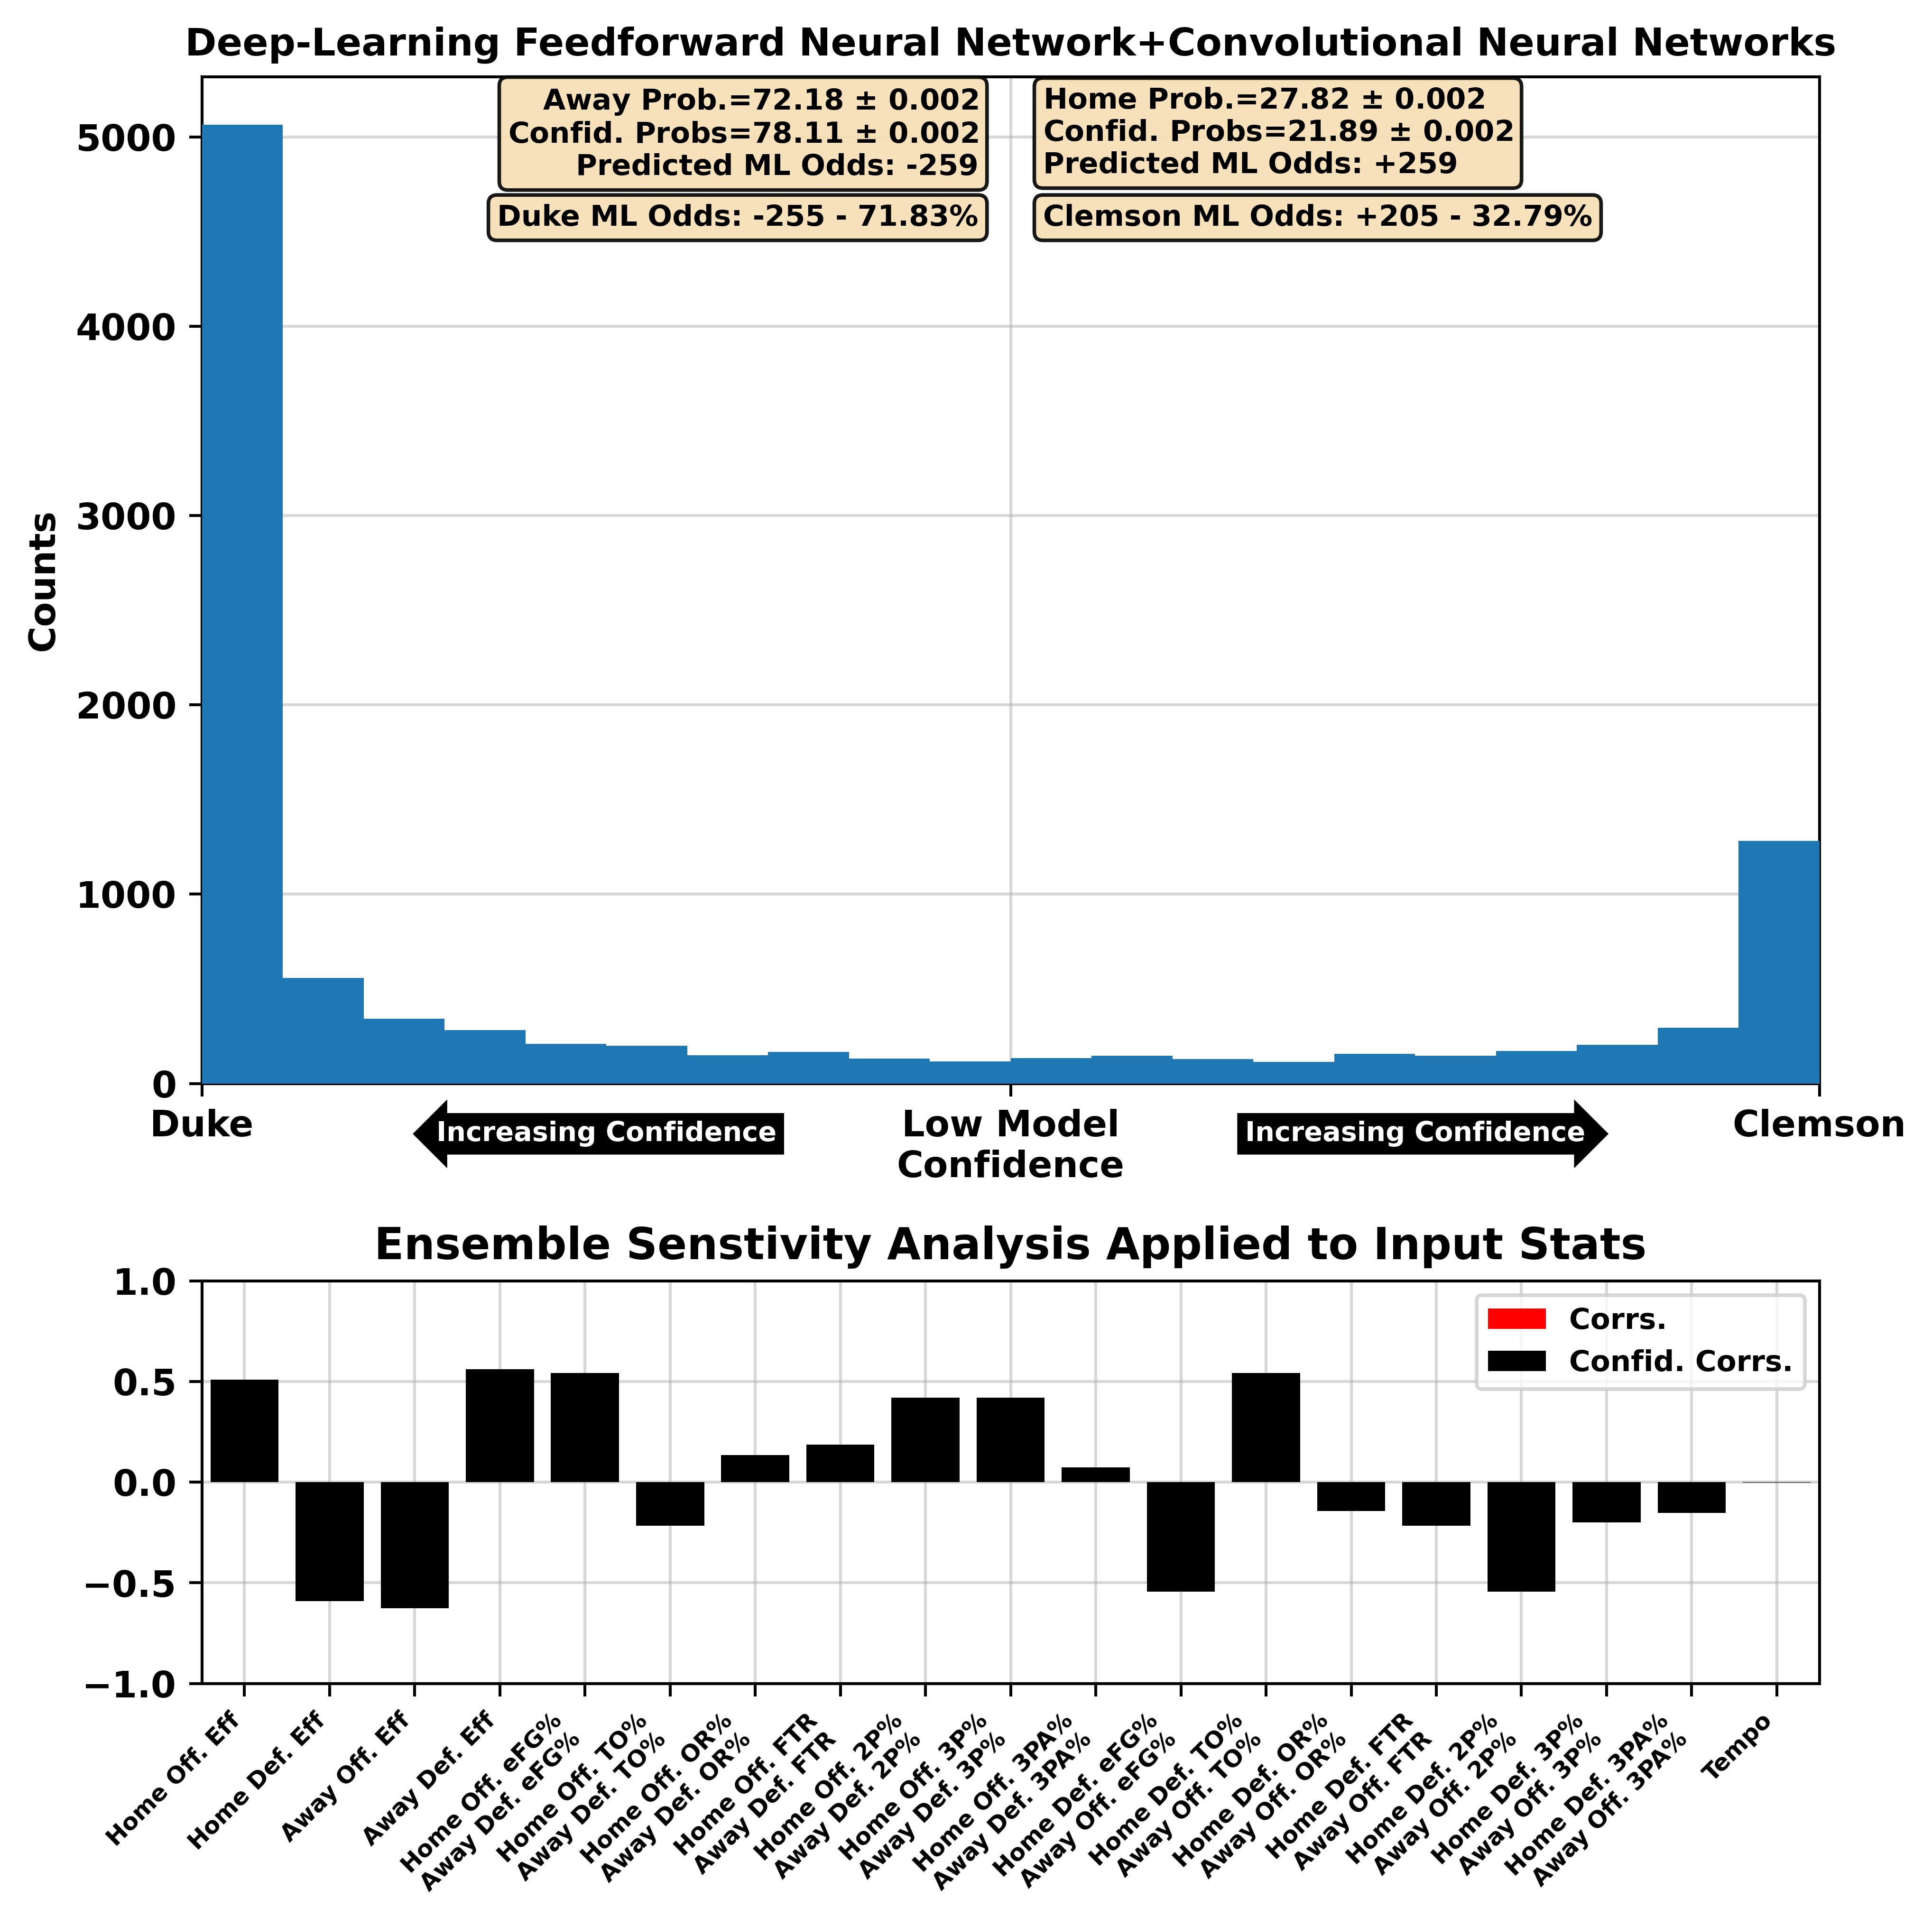 Deep-Learning Feedforward Neural Network+Convolutional Neural Networks
Away Prob.=72.18 ± 0.002
Confid. Probs=78.11 ± 0.002
Predicted ML Odds: -259
Duke ML Odds: -255 - 71.83%
Home Prob.=27.82 ± 0.002
Confid. Probs=21.89 ± 0.002
Predicted ML Odds: +259
Clemson ML Odds: +205 - 32.79%
Counts
5000
4000
3000
2000
1000
0
Duke
Increasing Confidence
Low Model
Confidence
Increasing Confidence
Clemson
Ensemble Senstivity Analysis Applied to Input Stats
Corrs.
Confid. Corrs.
1.0
0.5
0.0
−0.5
−1.0
Home Off. Eff
Home Def. Eff
Away Off. Eff
Away Def. Eff
Home Off. eFG%
Away Def. eFG%
Home Off. TO%
Away Def. TO%
Home Off. OR%
Away Def. OR%
Home Off. FTR
Away Def. FTR
Home Off. 2P%
Away Def. 2P%
Home Off. 3P%
Away Def. 3P%
Home Off. 3PA%
Away Def. 3PA%
Home Def. eFG%
Away Off. eFG%
Home Def. TO%
Away Off. TO%
Home Def. OR%
Away Off. OR%
Home Def. FTR
Away Off. FTR
Home Def. 2P%
Away Off. 2P%
Home Def. 3P%
Away Off. 3P%
Home Def. 3PA%
Away Off. 3PA%
Tempo